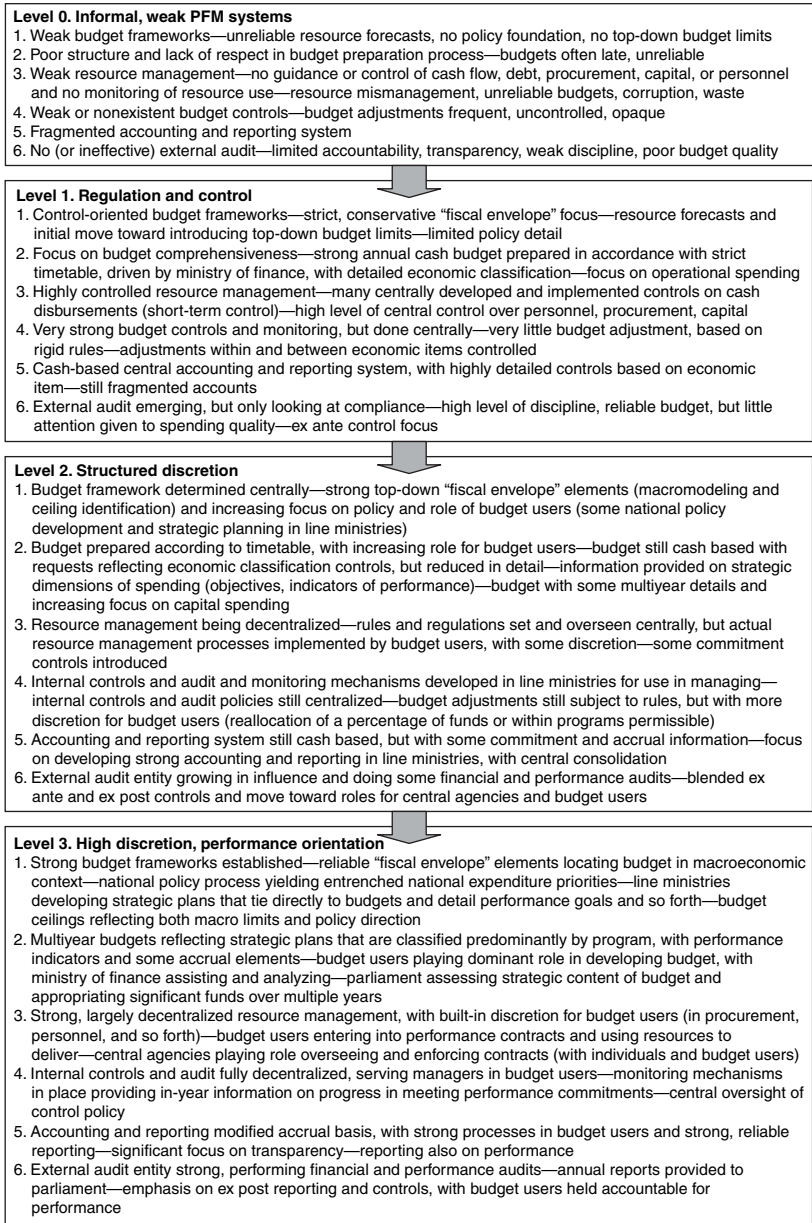 Level 0. Informal, weak PFM systems
1. Weak budget frameworks—unreliable resource forecasts, no policy foundation, no top-down budget limits
2. Poor structure and lack of respect in budget preparation process—budgets often late, unreliable
3. Weak resource management—no guidance or control of cash flow, debt, procurement, capital, or personnel
and no monitoring of resource use—resource mismanagement, unreliable budgets, corruption, waste
4. Weak or nonexistent budget controls—budget adjustments frequent, uncontrolled, opaque
5. Fragmented accounting and reporting system
6. No (or ineffective) external audit—limited accountability, transparency, weak discipline, poor budget quality
Level 1. Regulation and control
1. Control-oriented budget frameworks—strict, conservative “fiscal envelope” focus—resource forecasts and
initial move toward introducing top-down budget limits—limited policy detail
2. Focus on budget comprehensiveness—strong annual cash budget prepared in accordance with strict
timetable, driven by ministry of finance, with detailed economic classification—focus on operational spending
3. Highly controlled resource management—many centrally developed and implemented controls on cash
disbursements (short-term control)—high level of central control over personnel, procurement, capital
4. Very strong budget controls and monitoring, but done centrally—very little budget adjustment, based on
rigid rules—adjustments within and between economic items controlled
5. Cash-based central accounting and reporting system, with highly detailed controls based on economic
item—still fragmented accounts
6. External audit emerging, but only looking at compliance—high level of discipline, reliable budget, but little
attention given to spending quality—ex ante control focus
Level 2. Structured discretion
1. Budget framework determined centrally—strong top-down “fiscal envelope” elements (macromodeling and
ceiling identification) and increasing focus on policy and role of budget users (some national policy
development and strategic planning in line ministries)
2. Budget prepared according to timetable, with increasing role for budget users—budget still cash based with
requests reflecting economic classification controls, but reduced in detail—information provided on strategic
dimensions of spending (objectives, indicators of performance)—budget with some multiyear details and
increasing focus on capital spending
3. Resource management being decentralized—rules and regulations set and overseen centrally, but actual
resource management processes implemented by budget users, with some discretion—some commitment
controls introduced
4. Internal controls and audit and monitoring mechanisms developed in line ministries for use in managing—
internal controls and audit policies still centralized—budget adjustments still subject to rules, but with more
discretion for budget users (reallocation of a percentage of funds or within programs permissible)
5. Accounting and reporting system still cash based, but with some commitment and accrual information—focus
on developing strong accounting and reporting in line ministries, with central consolidation
6. External audit entity growing in influence and doing some financial and performance audits—blended ex
ante and ex post controls and move toward roles for central agencies and budget users
Level 3. High discretion, performance orientation
1. Strong budget frameworks established—reliable “fiscal envelope” elements locating budget in macroeconomic
context—national policy process yielding entrenched national expenditure priorities—line ministries
developing strategic plans that tie directly to budgets and detail performance goals and so forth—budget
ceilings reflecting both macro limits and policy direction
2. Multiyear budgets reflecting strategic plans that are classified predominantly by program, with performance
indicators and some accrual elements—budget users playing dominant role in developing budget, with
ministry of finance assisting and analyzing—parliament assessing strategic content of budget and
appropriating significant funds over multiple years
3. Strong, largely decentralized resource management, with built-in discretion for budget users (in procurement,
personnel, and so forth)—budget users entering into performance contracts and using resources to
deliver—central agencies playing role overseeing and enforcing contracts (with individuals and budget users)
4. Internal controls and audit fully decentralized, serving managers in budget users—monitoring mechanisms
in place providing in-year information on progress in meeting performance commitments—central oversight of
control policy
5. Accounting and reporting modified accrual basis, with strong processes in budget users and strong, reliable
reporting—significant focus on transparency—reporting also on performance
6. External audit entity strong, performing financial and performance audits—annual reports provided to
parliament—emphasis on ex post reporting and controls, with budget users held accountable for
performance